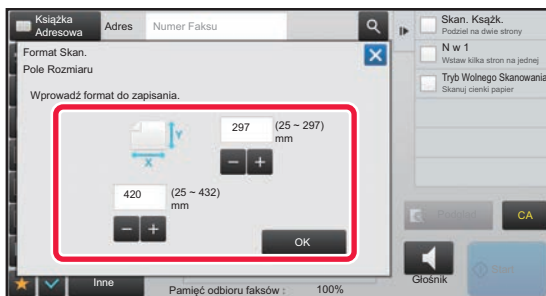 Książka
Adresowa
Adres
Numer Faksu
Format Skan.
Pole Rozmiaru
Wprowadź format do zapisania.
Y
X
297
(25 ~ 297)
mm
420
(25 ~ 432)
mm
OK
Inne
Pamięć odbioru faksów :
100%
Skan. Książk.
Podziel na dwie strony
N w 1
Wstaw kilka stron na jednej
Tryb Wolnego Skanowania
Skanuj cienki papier
CA
Głośnik
Start